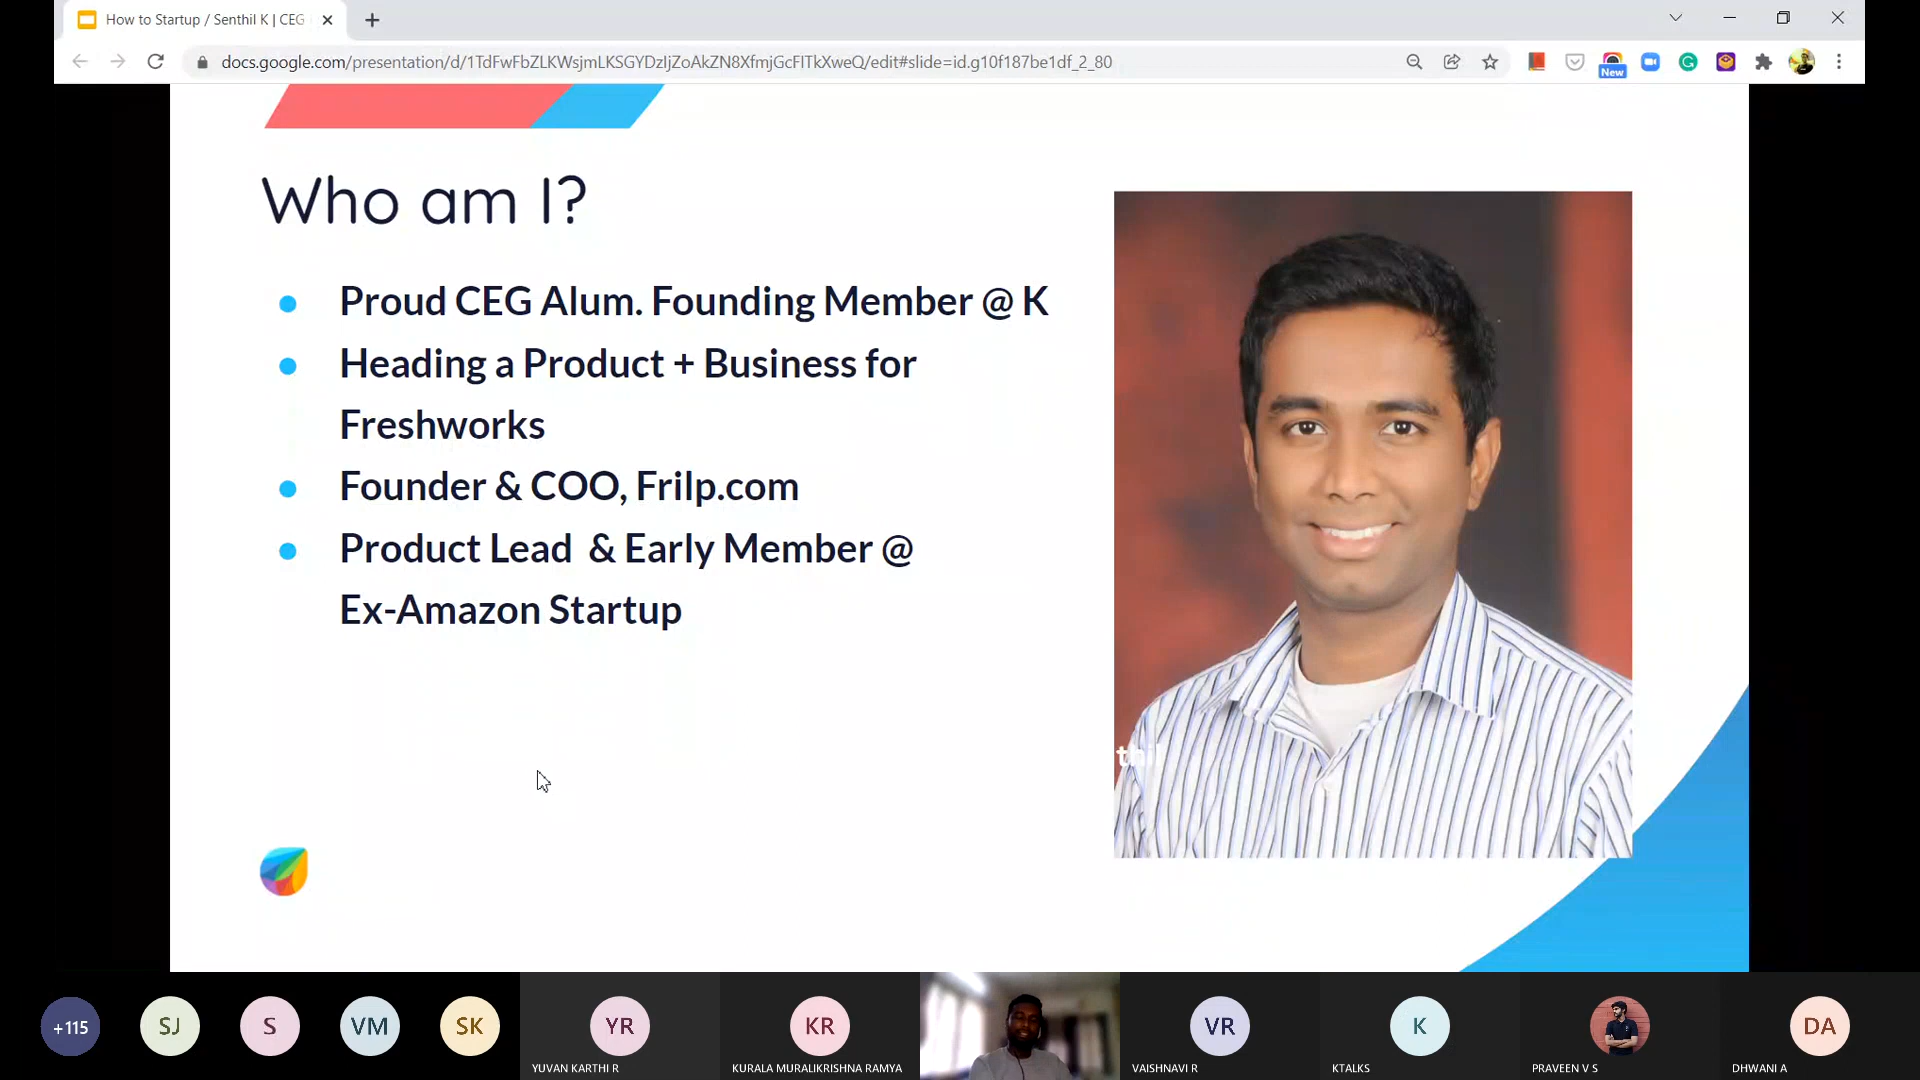 How to Startup / Senthil K | CEG
docs.google.com/presentation/d/1TdFwFbZLKWsjmLKSGYDzIjZoAkZN8XfmjGcFITkXweQ/edit#slide=id.g10f187be1df_2_80
New
Who am I?
Proud CEG Alum. Founding Member @ K
Heading a Product + Business for
Freshworks
Founder & COO, Frilp.com
Product Lead & Early Member @
Ex-Amazon Startup
+115
SJ
S
VM
SK
YR
YUVAN KARTHI R
KR
KURALA MURALIKRISHNA RAMYA
VR
VAISHNAVI R
K
KTALKS
PRAVEEN V S
DA
DHWANI A